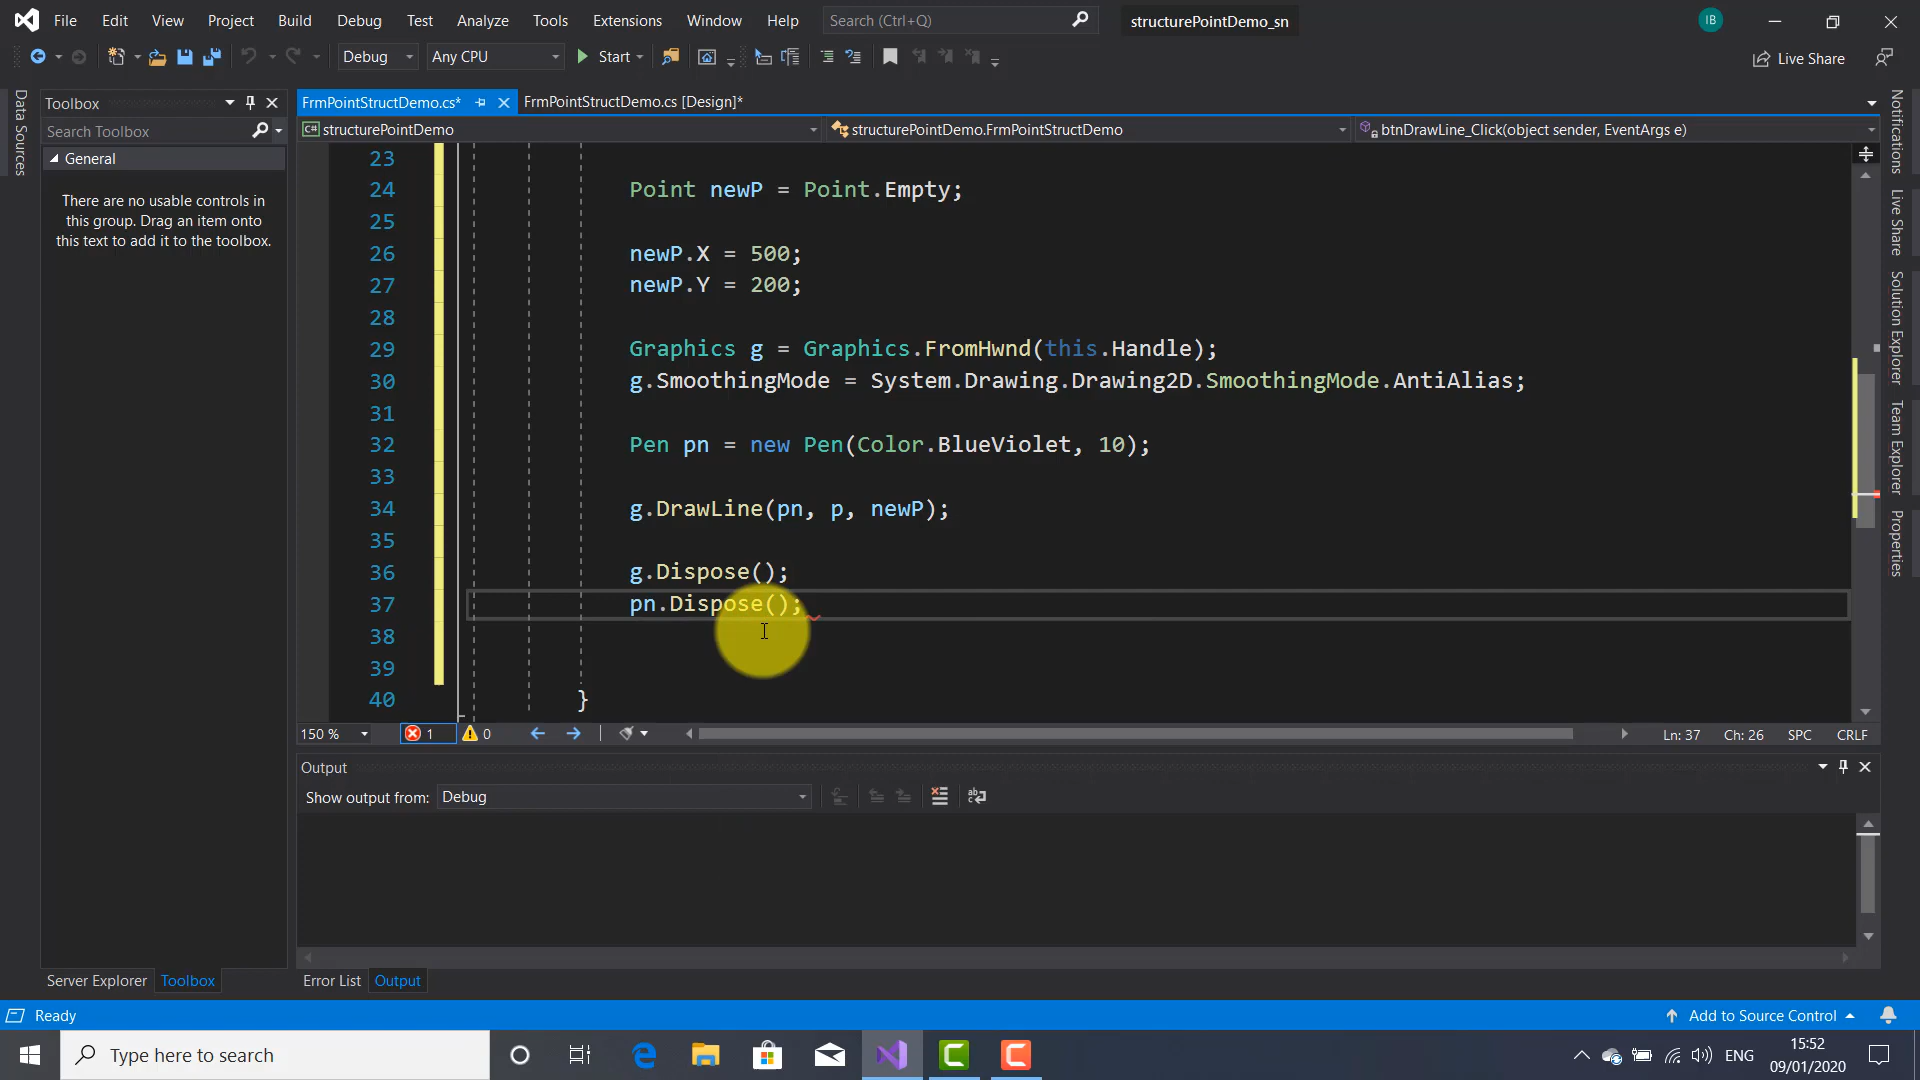 File Edit View Project Build Debug Test Analyze Tools Extensions Window Help Search (Ctrl+Q) structurePointDemo_sn IB
Debug Any CPU Start Live Share
Data Sources
Toolbox
Search Toolbox
General
There are no usable controls in
this group. Drag an item onto
this text to add it to the toolbox.
Server Explorer Toolbox
FrmPointStructDemo.cs* FrmPointStructDemo.cs [Design]*
C# structurePointDemo structurePointDemo.FrmPointStructDemo btnDrawLine_Click(object sender, EventArgs e)
23
24 Point newP = Point.Empty;
25
26 newP.X = 500;
27 newP.Y = 200;
28
29 Graphics g = Graphics.FromHwnd(this.Handle);
30 g.SmoothingMode = System.Drawing.Drawing2D.SmoothingMode.AntiAlias;
31
32 Pen pn = new Pen(Color.BlueViolet, 10);
33
34 g.DrawLine(pn, p, newP);
35
36 g.Dispose();
37 pn.Dispose();
38
39
40 }
150 % 1 0 Ln: 37 Ch: 26 SPC CRLF
Output
Show output from: Debug
Error List Output
Notifications
Live Share
Solution Explorer
Team Explorer
Properties
Ready Add to Source Control
Type here to search ENG 15:52
09/01/2020